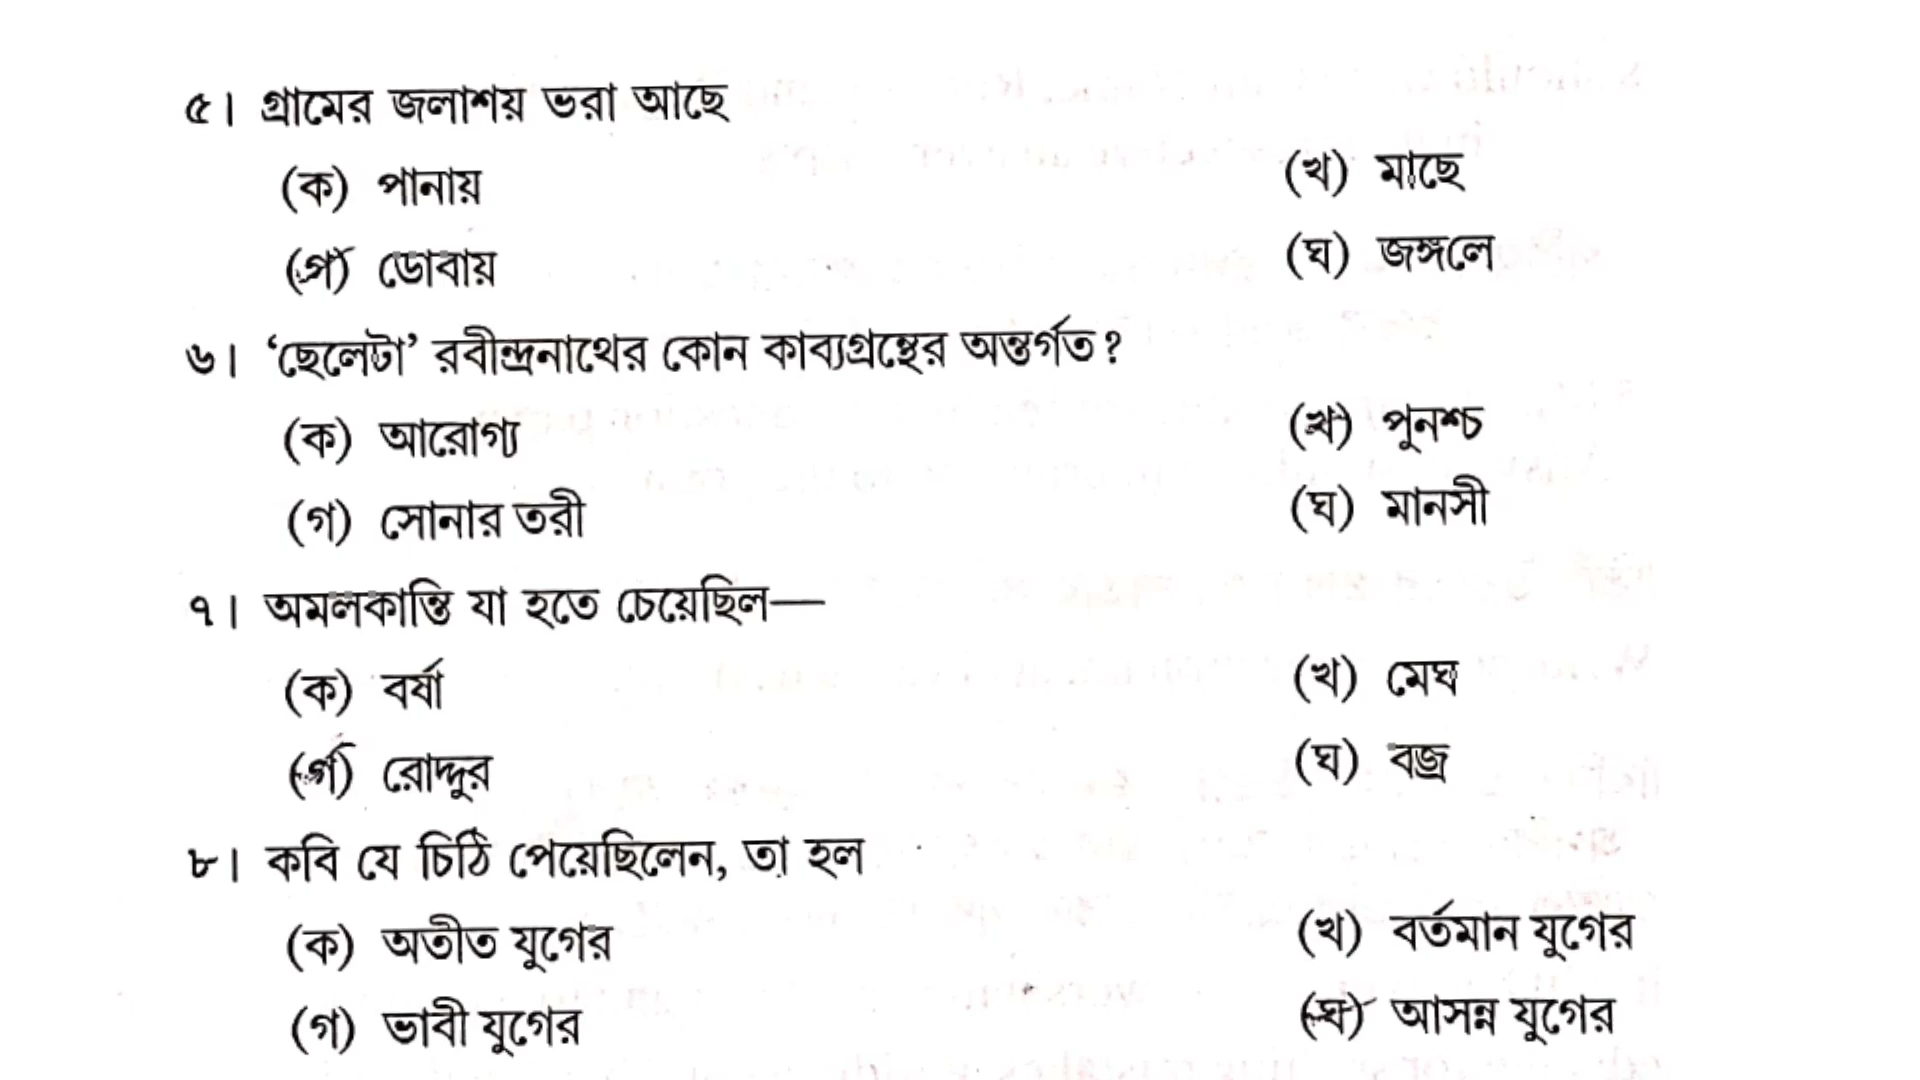 ৫। গ্রামের জলাশয় ভরা আছে
(ক) পানায় (খ) মাছে
(গ) ডোবায় (ঘ) জঙ্গলে
৬। ‘ছেলেটা’ রবীন্দ্রনাথের কোন কাব্যগ্রন্থের অন্তর্গত?
(ক) আরোগ্য (খ) পুনশ্চ
(গ) সোনার তরী (ঘ) মানসী
৭। অমলকান্তি যা হতে চেয়েছিল—
(ক) বর্ষা (খ) মেঘ
(গ) রোদ্দুর (ঘ) বজ্র
৮। কবি যে চিঠি পেয়েছিলেন, তা হল
(ক) অতীত যুগের (খ) বর্তমান যুগের
(গ) ভাবী যুগের (ঘ) আসন্ন যুগের